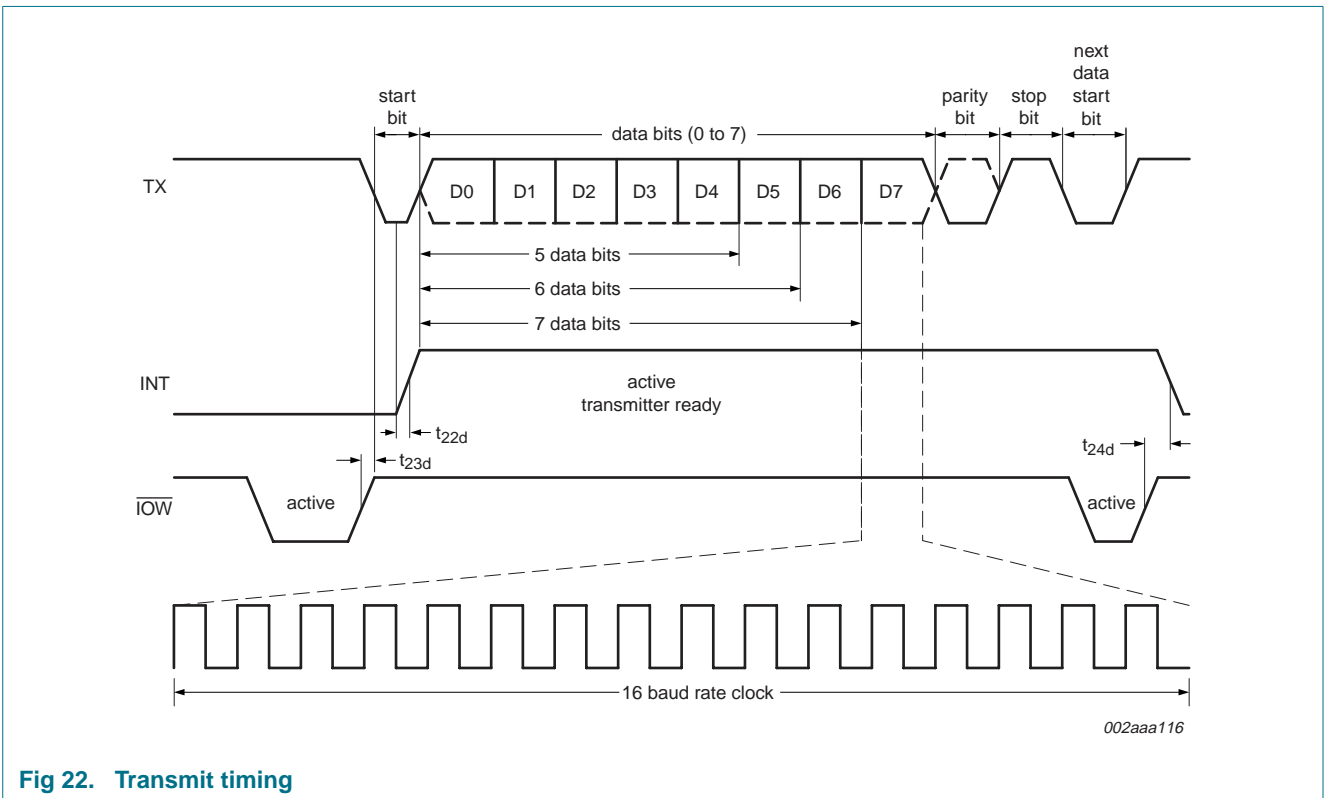 next
data
start
bit
start
bit
parity
bit
stop
bit
data bits (0 to 7)
TX
D0 D1 D2 D3 D4 D5 D6 D7
5 data bits
6 data bits
7 data bits
INT
active
transmitter ready
t22d
t23d
t24d
IOW
active
active
16 baud rate clock
002aaa116
Fig 22. Transmit timing